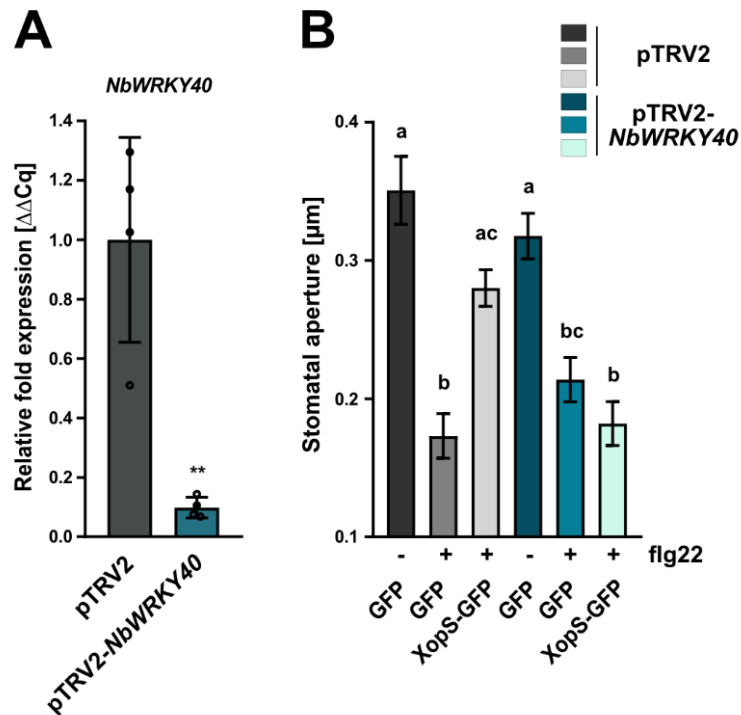 A
NbWRKY40
Relative fold expression [ΔΔCq]
1.4
1.2
1.0
0.8
0.6
0.4
0.2
0.0
**
pTRV2
pTRV2-NbWRKY40
B
pTRV2
pTRV2-
NbWRKY40
Stomatal aperture [µm]
0.4
0.3
0.2
0.1
a
b
ac
a
bc
b
- + + - + + flg22
GFP
GFP
XopS-GFP
GFP
GFP
XopS-GFP